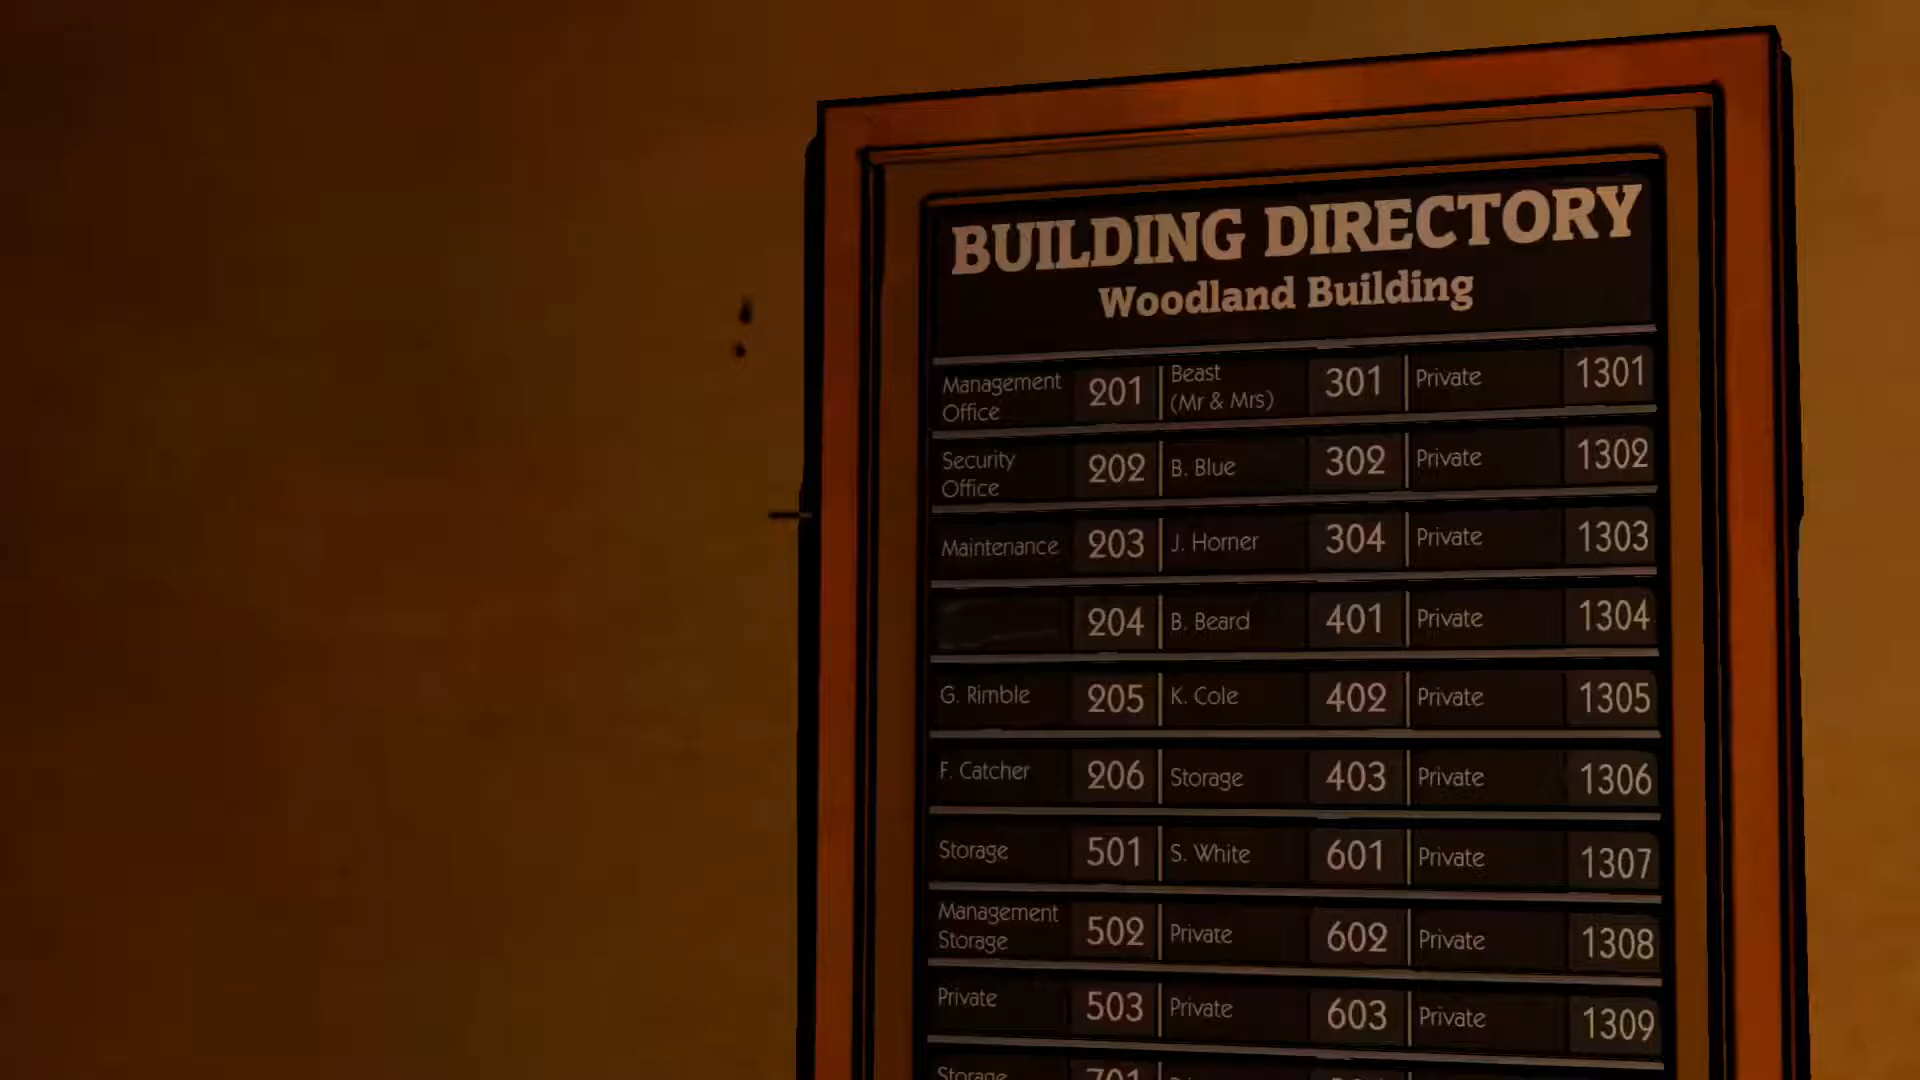 BUILDING DIRECTORY
Woodland Building
Management Office 201 Beast (Mr & Mrs) 301 Private 1301
Security Office 202 B. Blue 302 Private 1302
Maintenance 203 J. Horner 304 Private 1303
204 B. Beard 401 Private 1304
G. Rimble 205 K. Cole 402 Private 1305
F. Catcher 206 Storage 403 Private 1306
Storage 501 S. White 601 Private 1307
Management Storage 502 Private 602 Private 1308
Private 503 Private 603 Private 1309
Storage 701